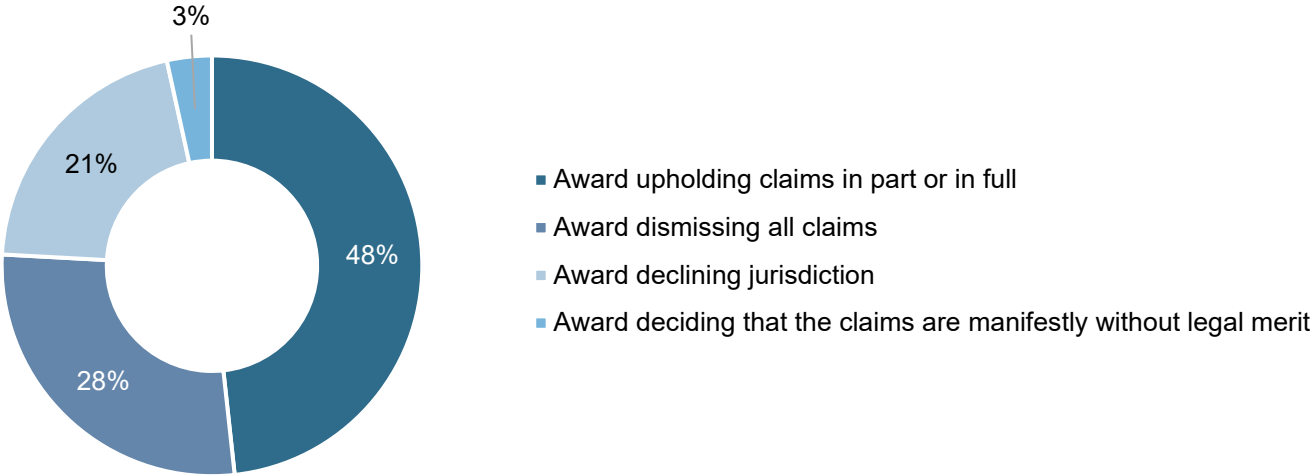 3%
21%
48%
28%
Award upholding claims in part or in full
Award dismissing all claims
Award declining jurisdiction
Award deciding that the claims are manifestly without legal merit